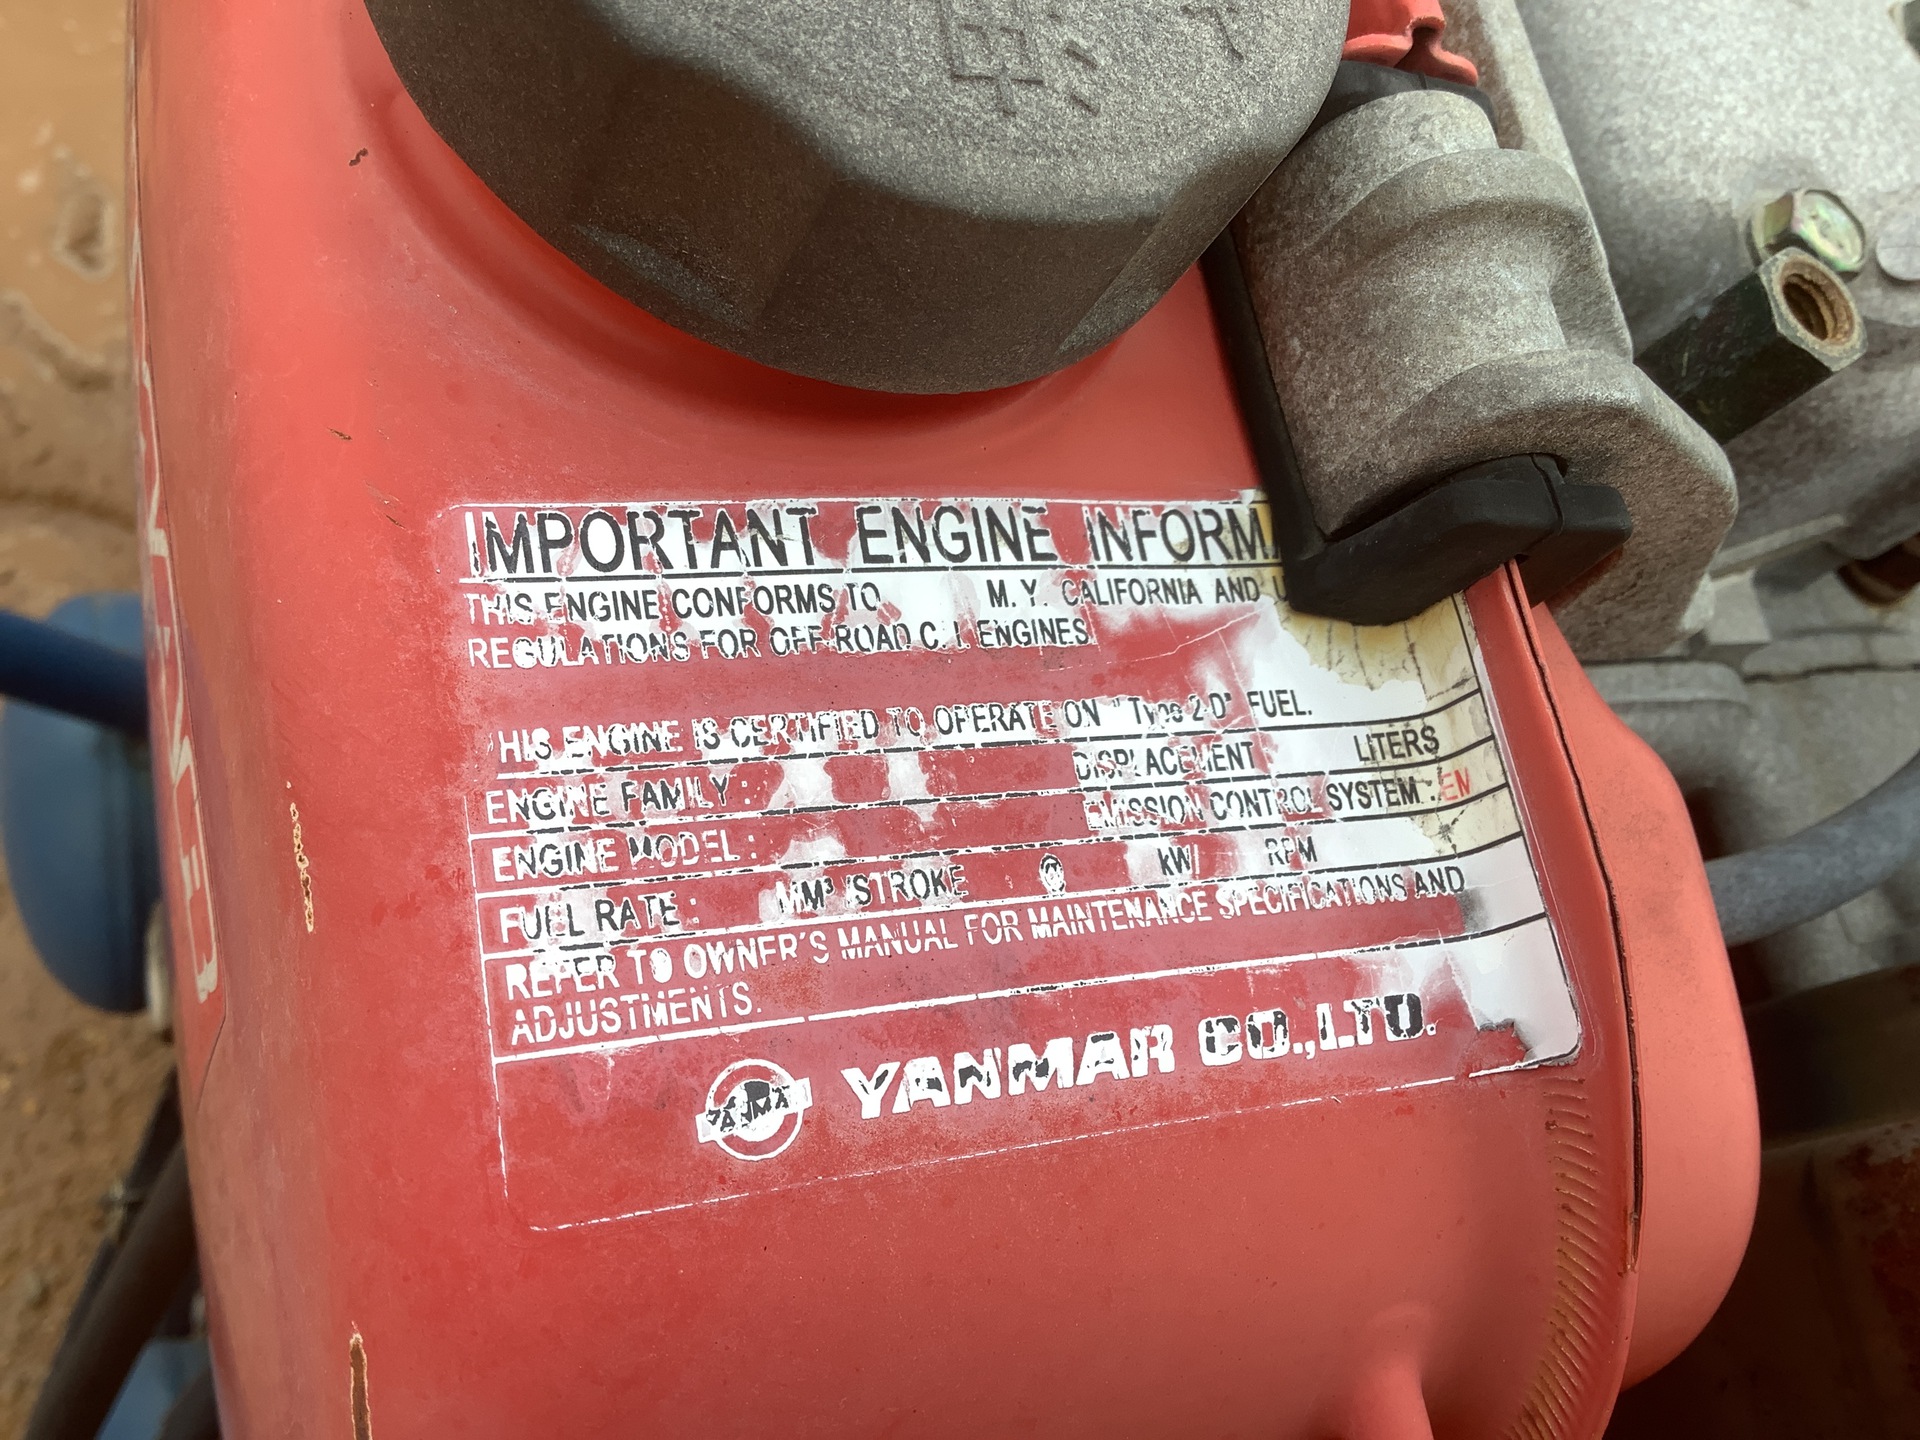 IMPORTANT ENGINE INFORM
THIS ENGINE CONFORMS TO M. Y. CALIFORNIA AND U
REGULATIONS FOR OFF-ROAD C. I. ENGINES.
HIS ENGINE IS CERTIFIED TO OPERATE ON "Type 2-D" FUEL.
ENGINE FAMILY : DISPLACEMENT LITERS
ENGINE MODEL : EMISSION CONTROL SYSTEM : EM
FUEL RATE : MM³/STROKE @ kW/ RPM
REFER TO OWNER'S MANUAL FOR MAINTENANCE SPECIFICATIONS AND
ADJUSTMENTS.
YANMAR YANMAR CO.,LTD.